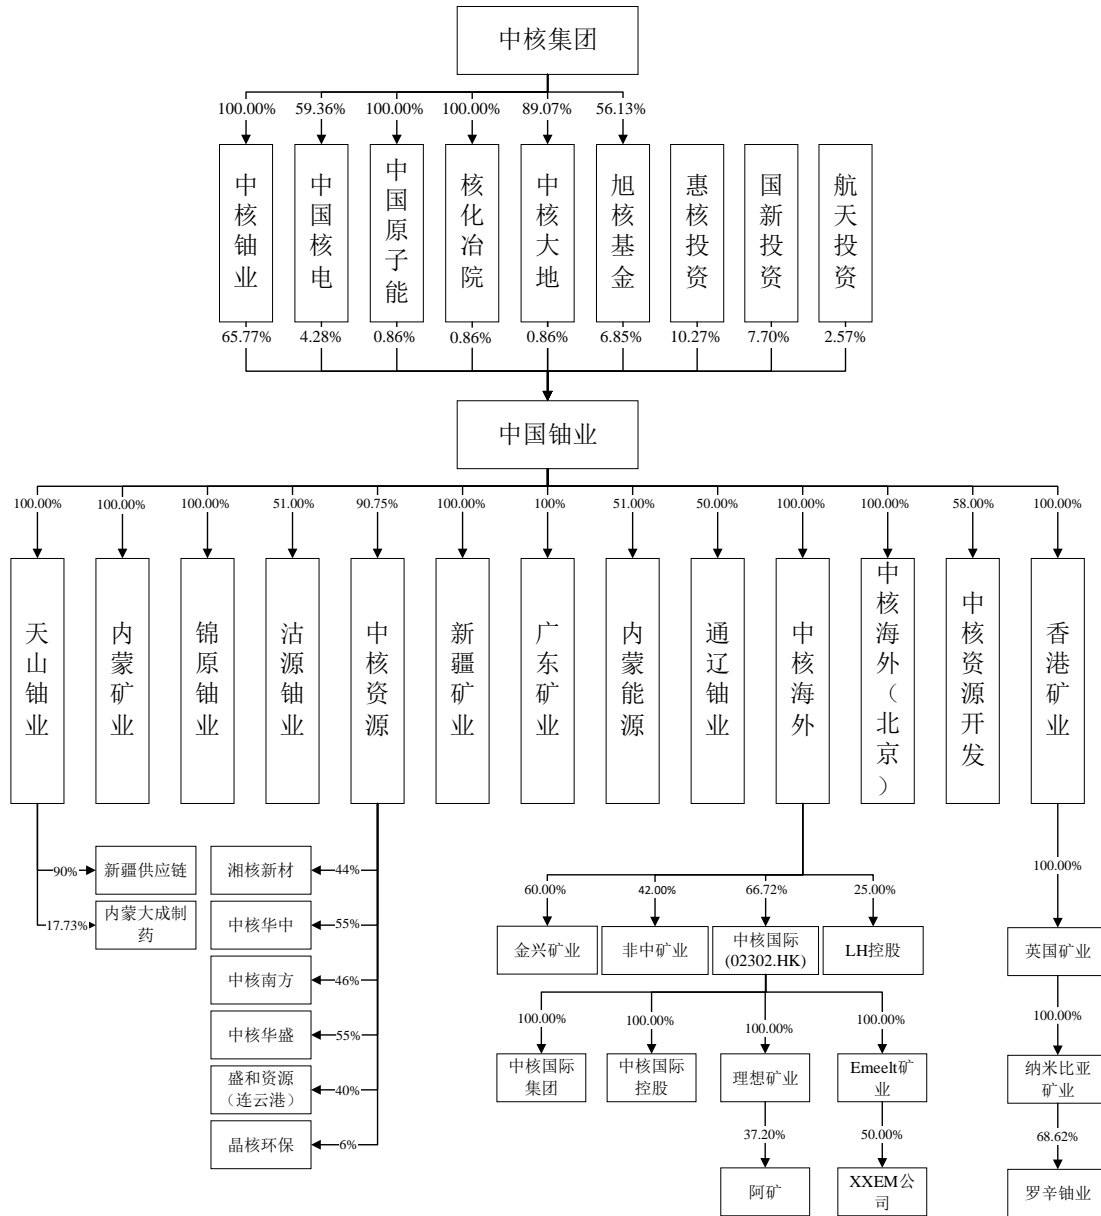 中核集团
100.00%
59.36%
100.00%
100.00%
89.07%
56.13%
中核铀业
中国核电
中国原子能
核化冶院
中核大地
旭核基金
惠核投资
国新投资
航天投资
65.77%
4.28%
0.86%
0.86%
0.86%
6.85%
10.27%
7.70%
2.57%
中国铀业
100.00%
100.00%
100.00%
51.00%
90.75%
100.00%
100%
51.00%
50.00%
100.00%
100.00%
58.00%
100.00%
天山铀业
内蒙矿业
锦原铀业
沽源铀业
中核资源
新疆矿业
广东矿业
内蒙能源
通辽铀业
中核海外
中核海外（北京）
中核资源开发
香港矿业
90%
新疆供应链
17.73%
内蒙大成制
药
湘核新材
44%
中核华中
55%
中核南方
46%
中核华盛
55%
盛和资源
（连云港）
40%
晶核环保
6%
60.00%
42.00%
66.72%
25.00%
100.00%
金兴矿业
非中矿业
中核国际
(02302.HK)
LH控股
英国矿业
100.00%
100.00%
100.00%
100.00%
100.00%
中核国际
集团
中核国际
控股
理想矿业
Emeelt矿
业
纳米比亚
矿业
37.20%
50.00%
68.62%
阿矿
XXEM公
司
罗辛铀业